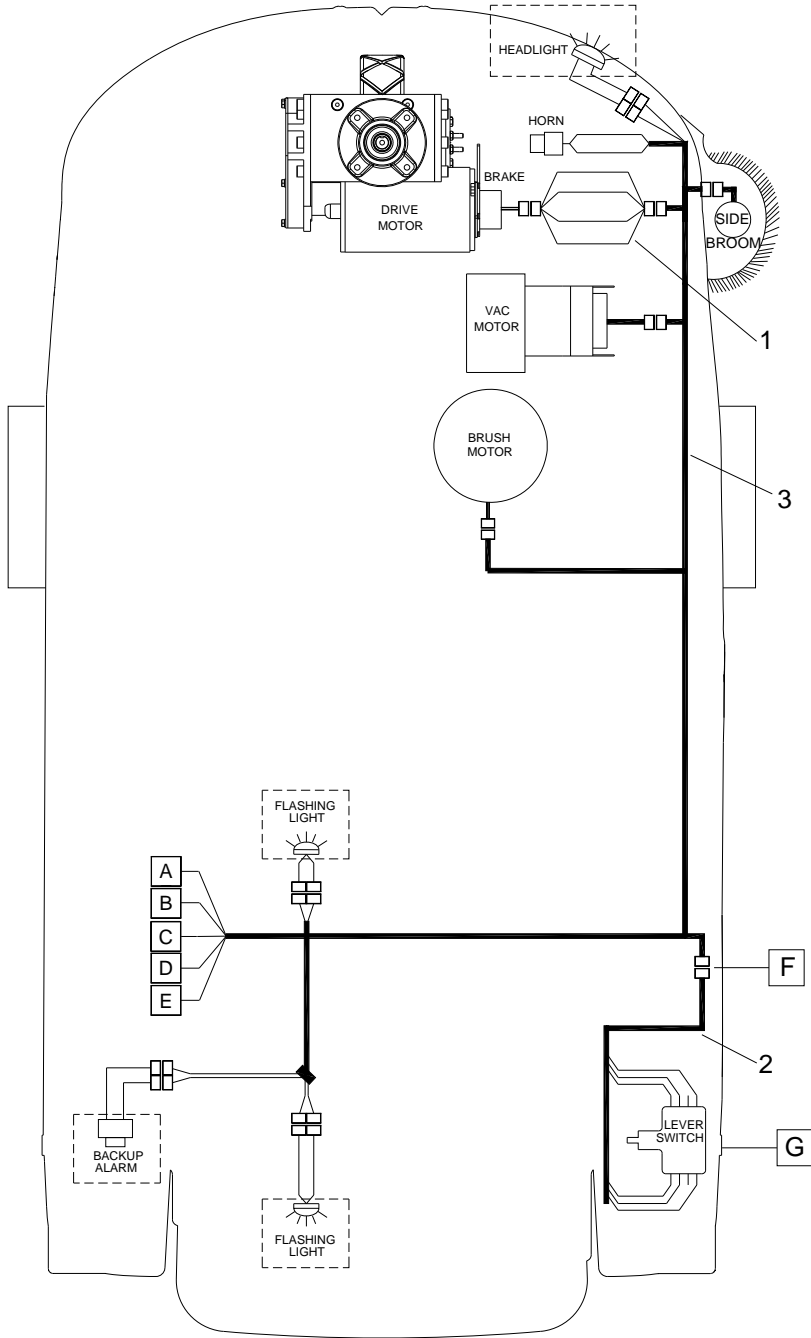 HEADLIGHT
HORN
BRAKE
DRIVE
MOTOR
SIDE
BROOM
1
VAC
MOTOR
BRUSH
MOTOR
3
FLASHING
LIGHT
A
B
C
D
E
F
2
LEVER
SWITCH
G
BACKUP
ALARM
FLASHING
LIGHT